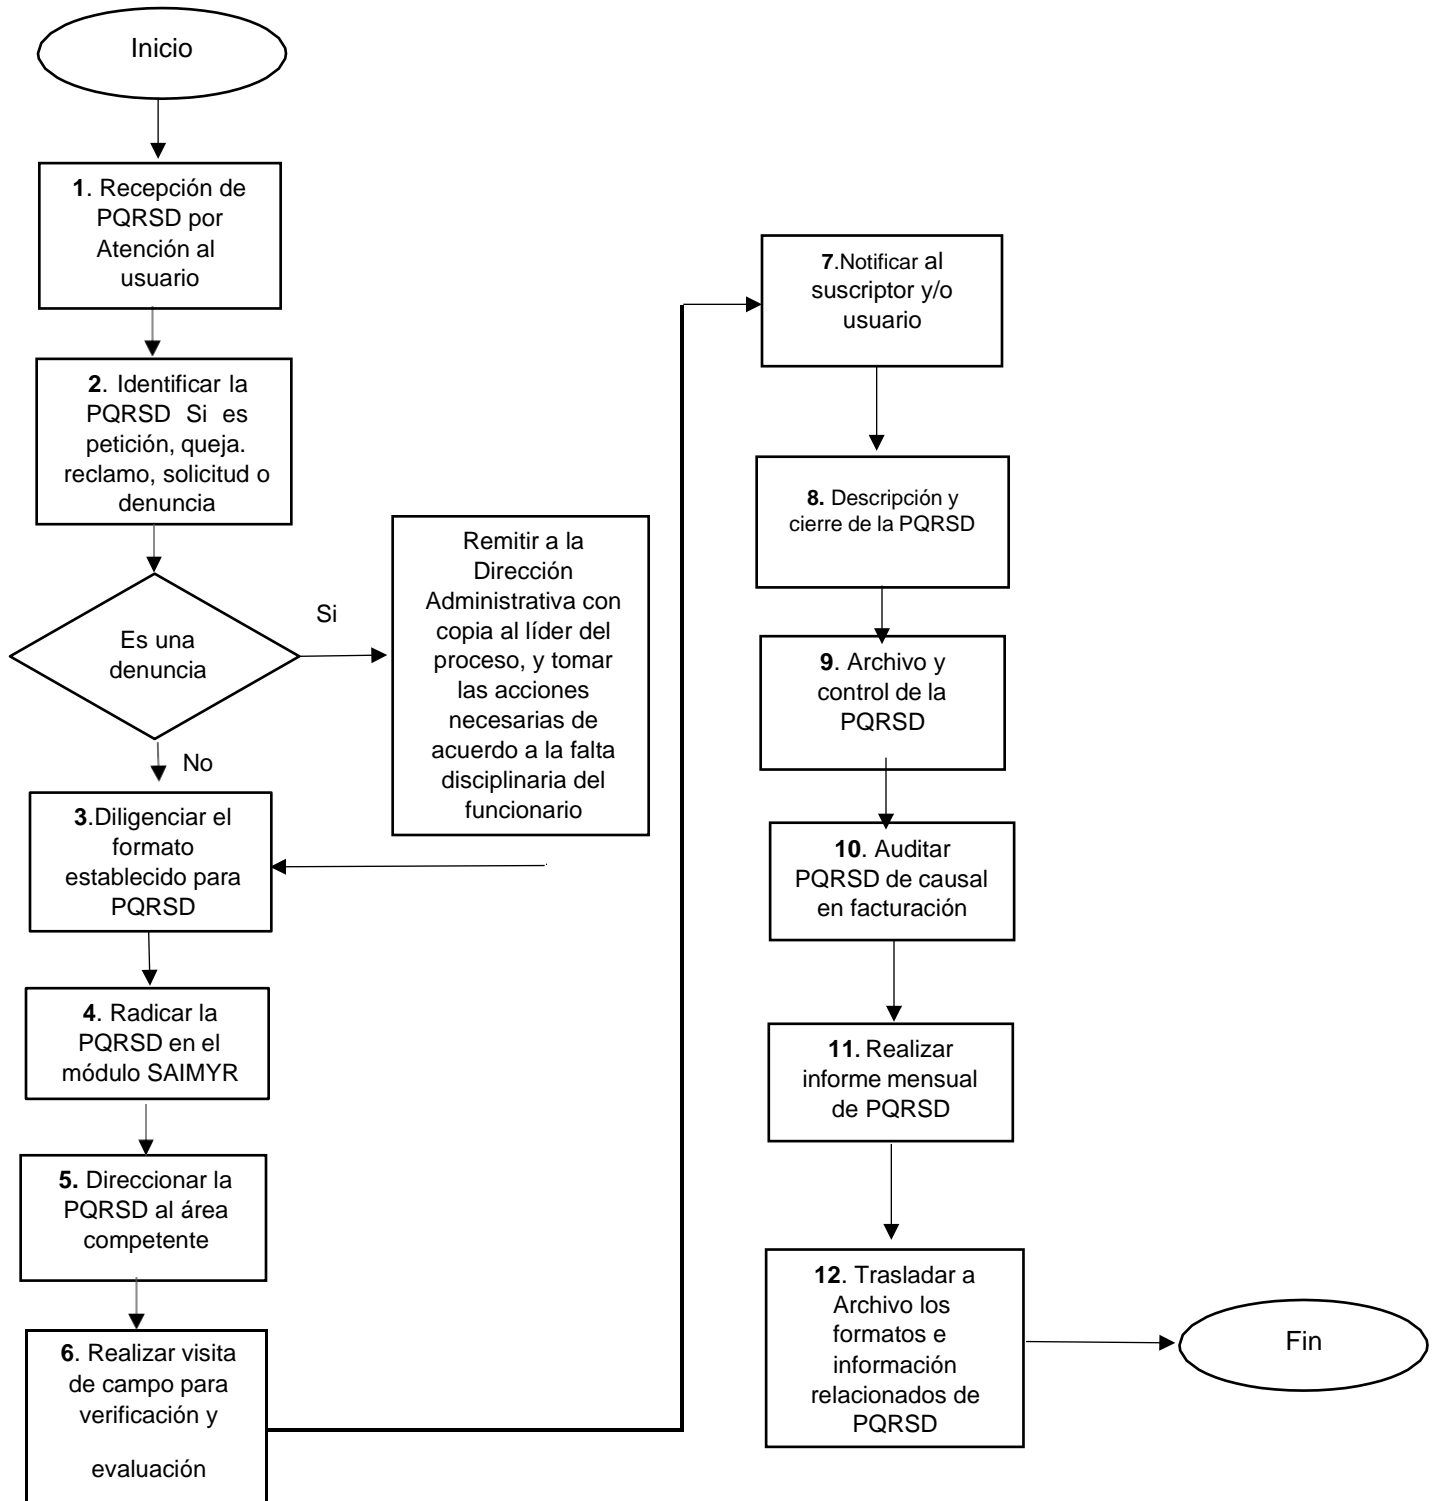 Inicio
1. Recepción de
PQRSD por
Atención al
usuario
2. Identificar la
PQRSD Si es
petición, queja.
reclamo, solicitud o
denuncia
Es una
denuncia
Si
Remitir a la
Dirección
Administrativa con
copia al líder del
proceso, y tomar
las acciones
necesarias de
acuerdo a la falta
disciplinaria del
funcionario
No
3.Diligenciar el
formato
establecido para
PQRSD
4. Radicar la
PQRSD en el
módulo SAIMYR
5. Direccionar la
PQRSD al área
competente
6. Realizar visita
de campo para
verificación y
evaluación
7.Notificar al
suscriptor y/o
usuario
8. Descripción y
cierre de la PQRSD
9. Archivo y
control de la
PQRSD
10. Auditar
PQRSD de causal
en facturación
11. Realizar
informe mensual
de PQRSD
12. Trasladar a
Archivo los
formatos e
información
relacionados de
PQRSD
Fin